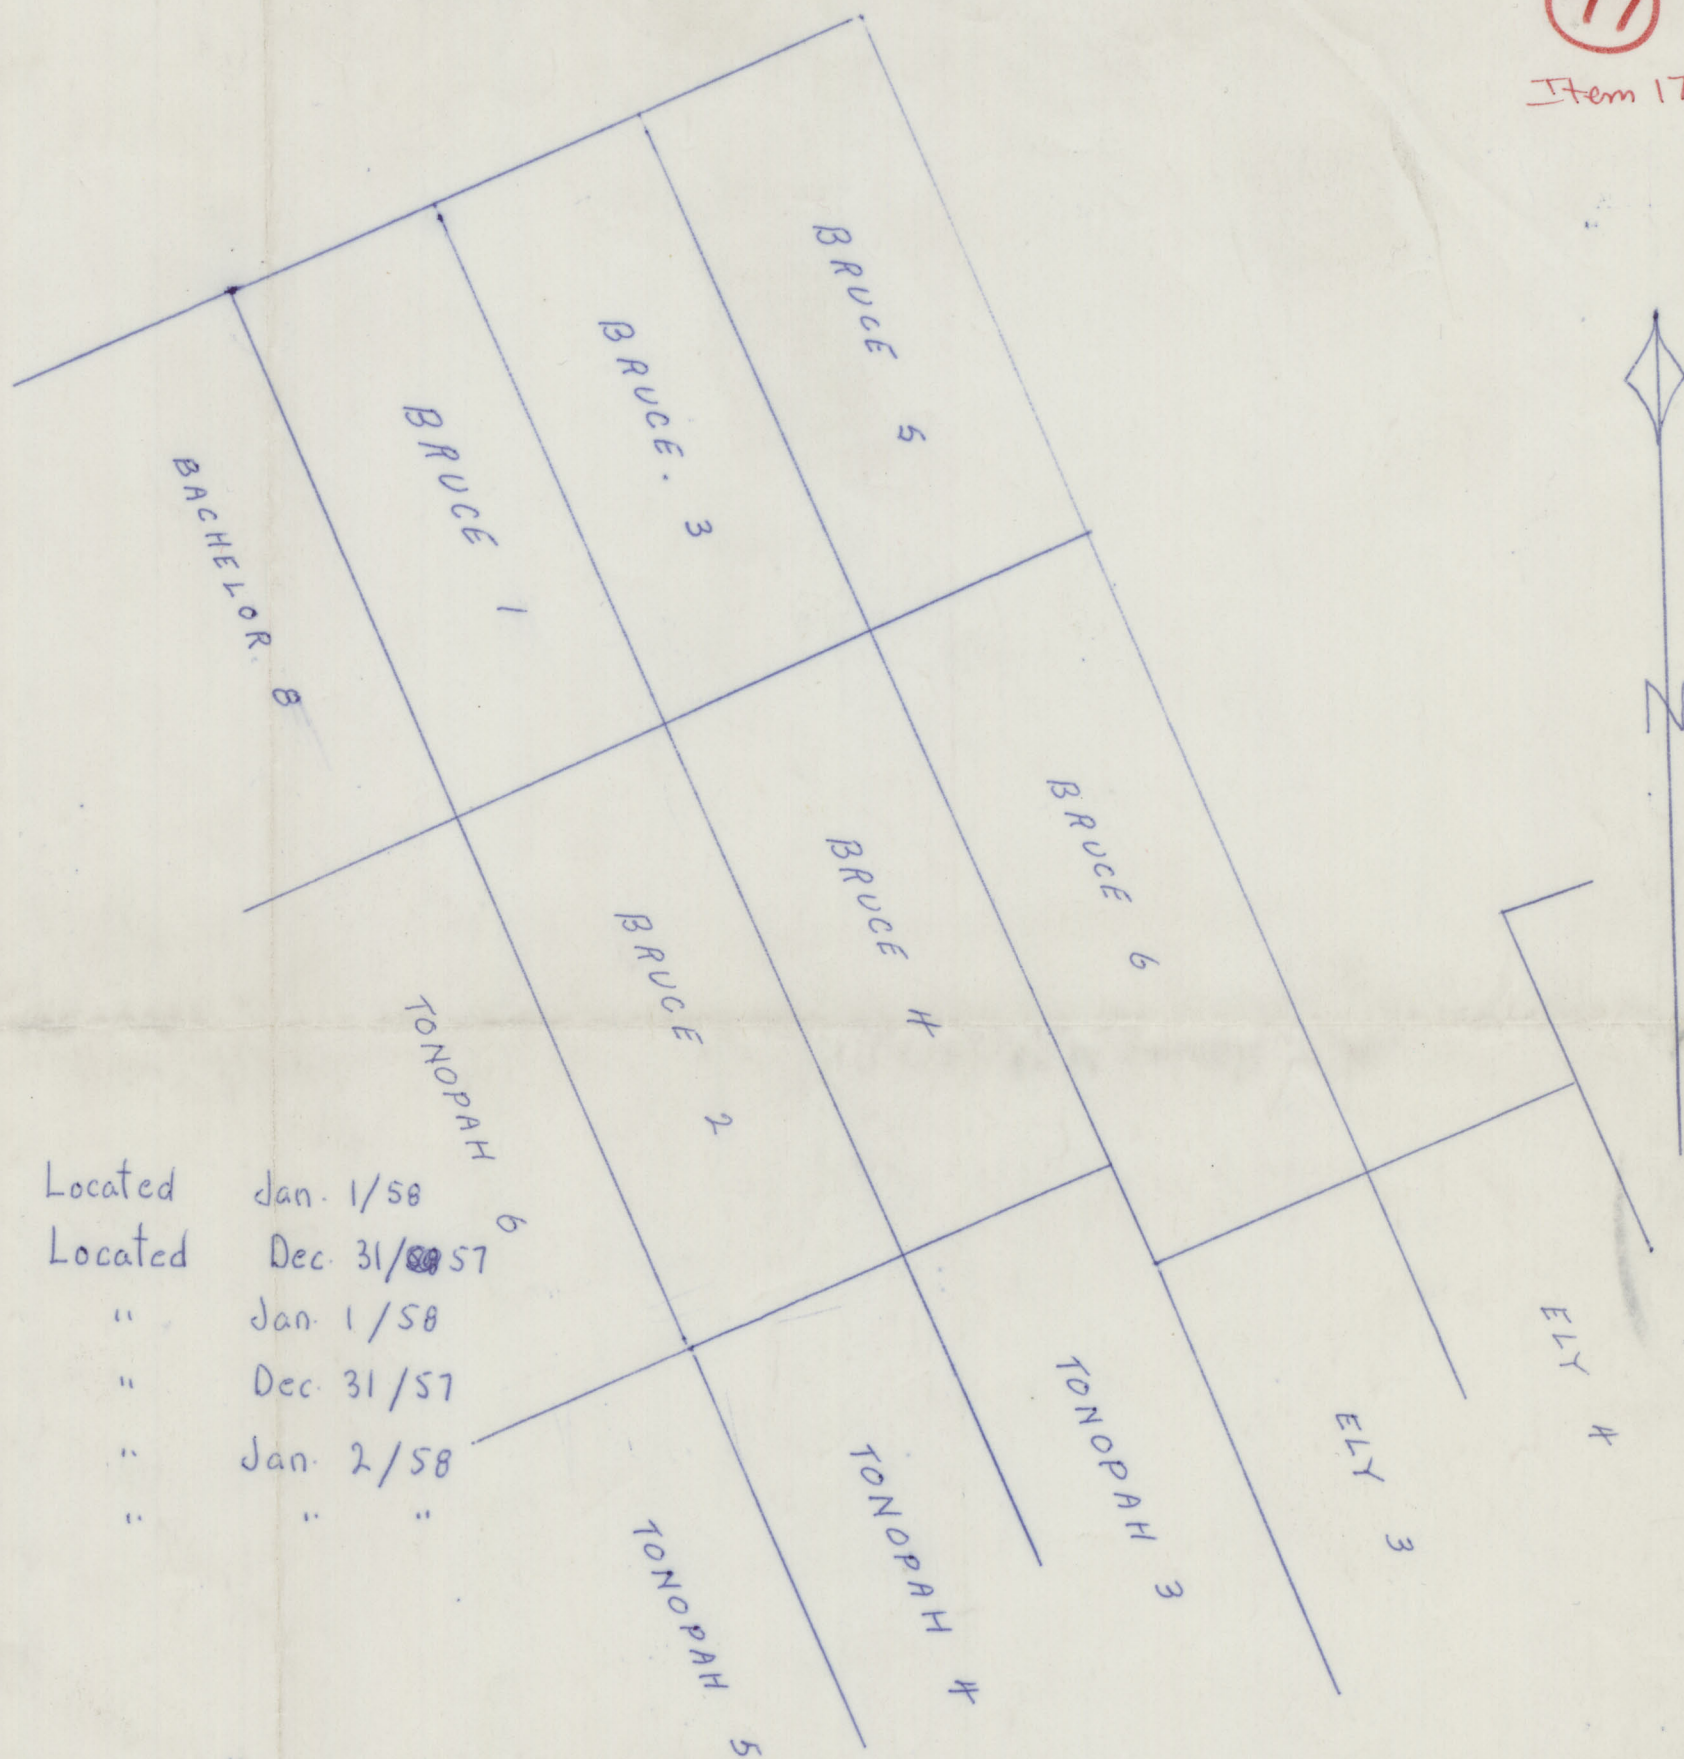 17
Item 17
BRUCE 5
BRUCE. 3
BRUCE 1
BACHELOR. 8
N
BRUCE 6
BRUCE 4
BRUCE 2
TONOPAH 6
ELY 4
ELY 3
TONOPAH 3
TONOPAH 4
TONOPAH 5
Located Jan. 1/58
Located Dec. 31/57
" Jan. 1/58
" Dec. 31/57
" Jan. 2/58
" " "